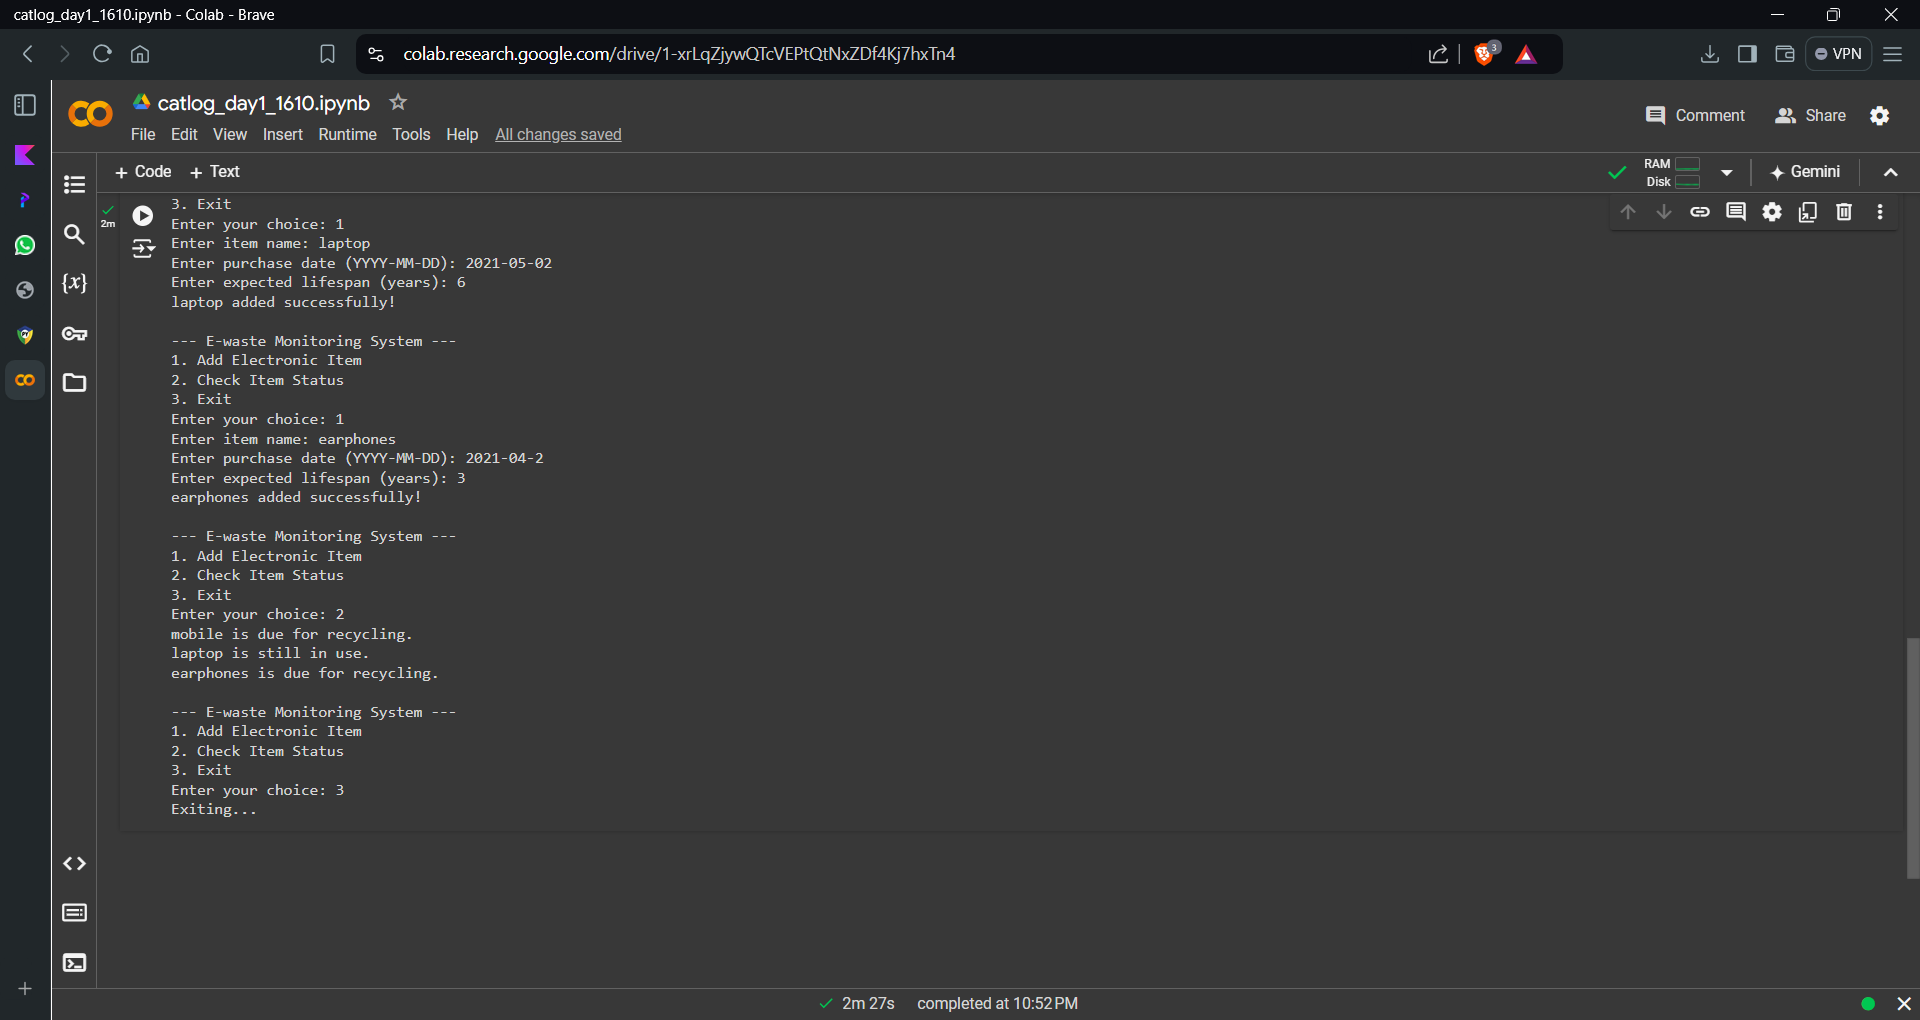 catlog_day1_1610.ipynb - Colab - Brave
colab.research.google.com/drive/1-xrLqZjywQTcVEPtQtNxZDf4Kj7hxTn4
3
VPN
catlog_day1_1610.ipynb
Comment
Share
File Edit View Insert Runtime Tools Help All changes saved
+ Code + Text
RAM
Disk
Gemini
2m
3. Exit
Enter your choice: 1
Enter item name: laptop
Enter purchase date (YYYY-MM-DD): 2021-05-02
Enter expected lifespan (years): 6
laptop added successfully!
--- E-waste Monitoring System ---
1. Add Electronic Item
2. Check Item Status
3. Exit
Enter your choice: 1
Enter item name: earphones
Enter purchase date (YYYY-MM-DD): 2021-04-2
Enter expected lifespan (years): 3
earphones added successfully!
--- E-waste Monitoring System ---
1. Add Electronic Item
2. Check Item Status
3. Exit
Enter your choice: 2
mobile is due for recycling.
laptop is still in use.
earphones is due for recycling.
--- E-waste Monitoring System ---
1. Add Electronic Item
2. Check Item Status
3. Exit
Enter your choice: 3
Exiting...
2m 27s completed at 10:52 PM